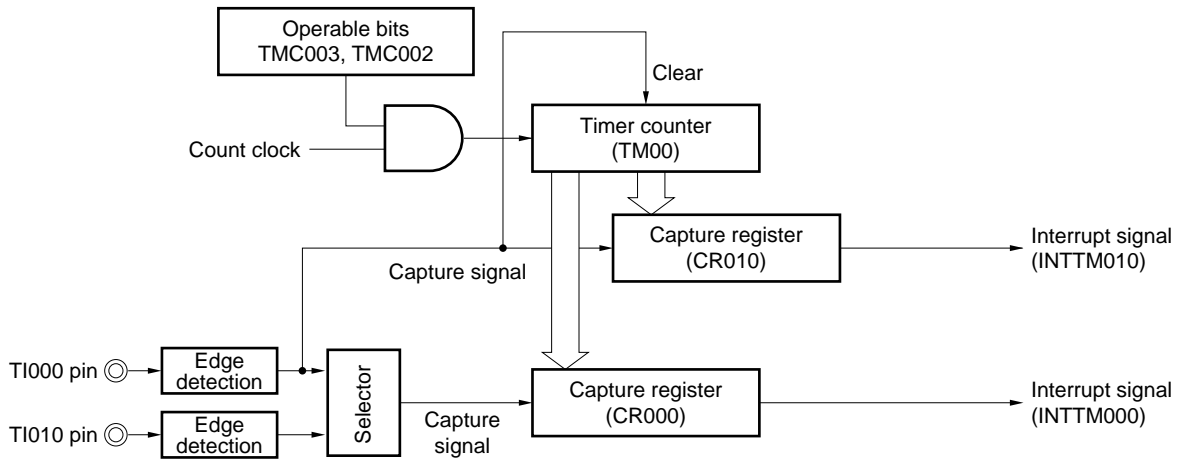 Operable bits
TMC003, TMC002
Clear
Timer counter
(TM00)
Count clock
Capture register
(CR010)
Interrupt signal
(INTTM010)
Capture signal
TI000 pin
Edge
detection
Selector
Capture register
(CR000)
Interrupt signal
(INTTM000)
TI010 pin
Edge
detection
Capture
signal